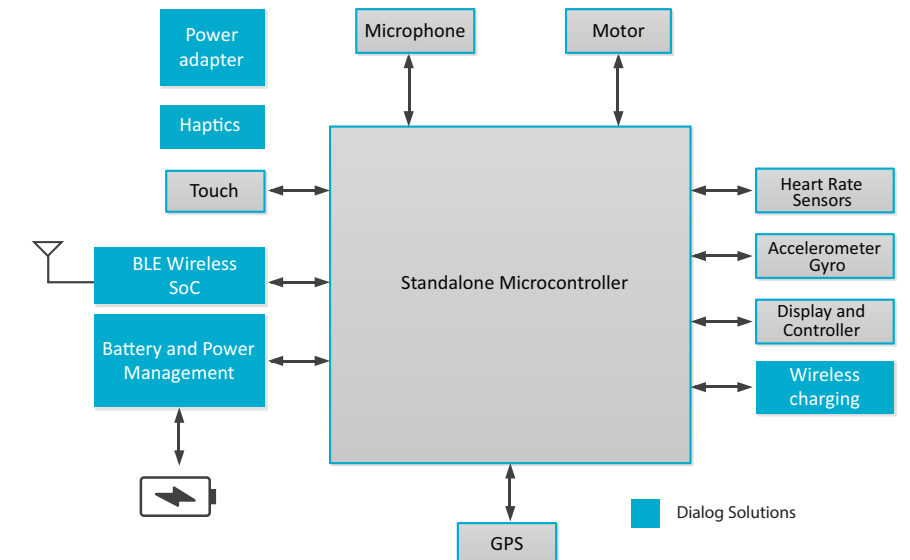 Power
adapter
Microphone
Motor
Haptics
Touch
Heart Rate
Sensors
BLE Wireless
SoC
Standalone Microcontroller
Accelerometer
Gyro
Battery and Power
Management
Display and
Controller
Wireless
charging
GPS
Dialog Solutions